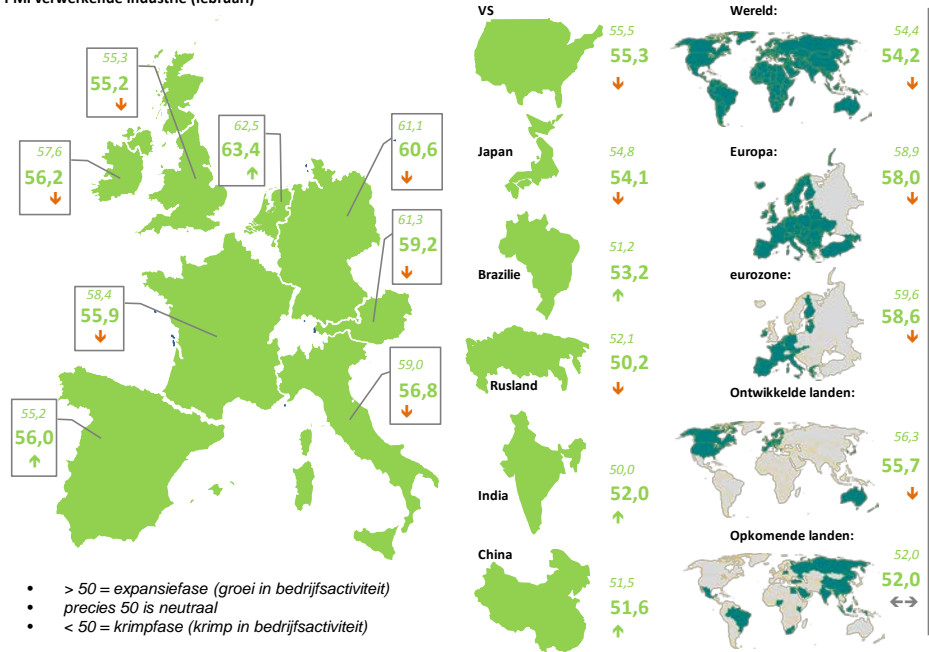 PMI verwerkende industrie (februari)
55,3
55,2
57,6
56,2
62,5
63,4
61,1
60,6
61,3
59,2
58,4
55,9
59,0
56,8
55,2
56,0
• > 50 = expansiefase (groei in bedrijfsactiviteit)
• precies 50 is neutraal
• < 50 = krimpfase (krimp in bedrijfsactiviteit)
VS
55,5
55,3
Japan
54,8
54,1
Brazilie
51,2
53,2
Rusland
52,1
50,2
India
50,0
52,0
China
51,5
51,6
Wereld:
54,4
54,2
Europa:
58,9
58,0
eurozone:
59,6
58,6
Ontwikkelde landen:
56,3
55,7
Opkomende landen:
52,0
52,0